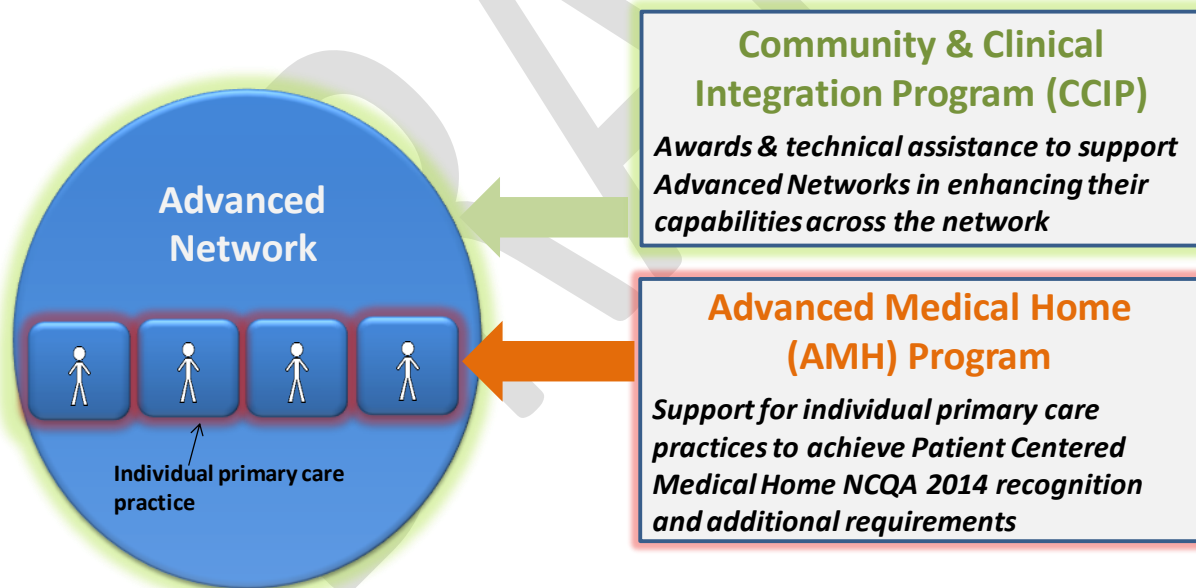 Community & Clinical
Integration Program (CCIP)
Awards & technical assistance to support
Advanced Networks in enhancing their
capabilities across the network
Advanced
Network
Advanced Medical Home
(AMH) Program
Support for individual primary care
practices to achieve Patient Centered
Medical Home NCQA 2014 recognition
and additional requirements
Individual primary care
practice